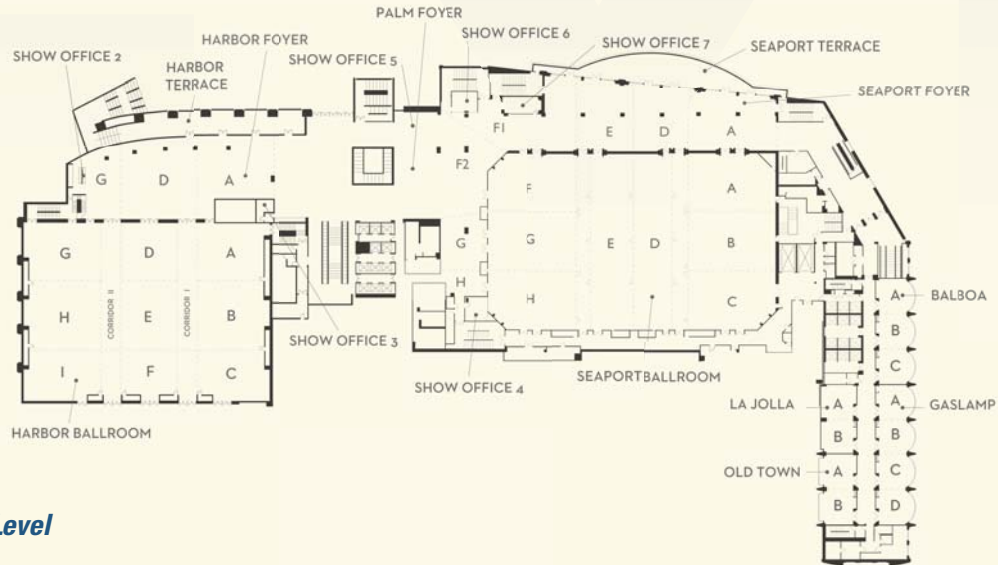 PALM FOYER
SHOW OFFICE 6
HARBOR FOYER
SHOW OFFICE 7
SEAPORT TERRACE
SHOW OFFICE 2
SHOW OFFICE 5
HARBOR
TERRACE
SEAPORT FOYER
F1
E D A
F2
G D A
F A
G D A
G G E D B
H E B
CORRIDOR II
CORRIDOR I
H H C
A BALBOA
B
SHOW OFFICE 3
I F C
C
SHOW OFFICE 4
SEAPORT BALLROOM
LA JOLLA A A GASLAMP
HARBOR BALLROOM
B B
OLD TOWN A C
B D
Level